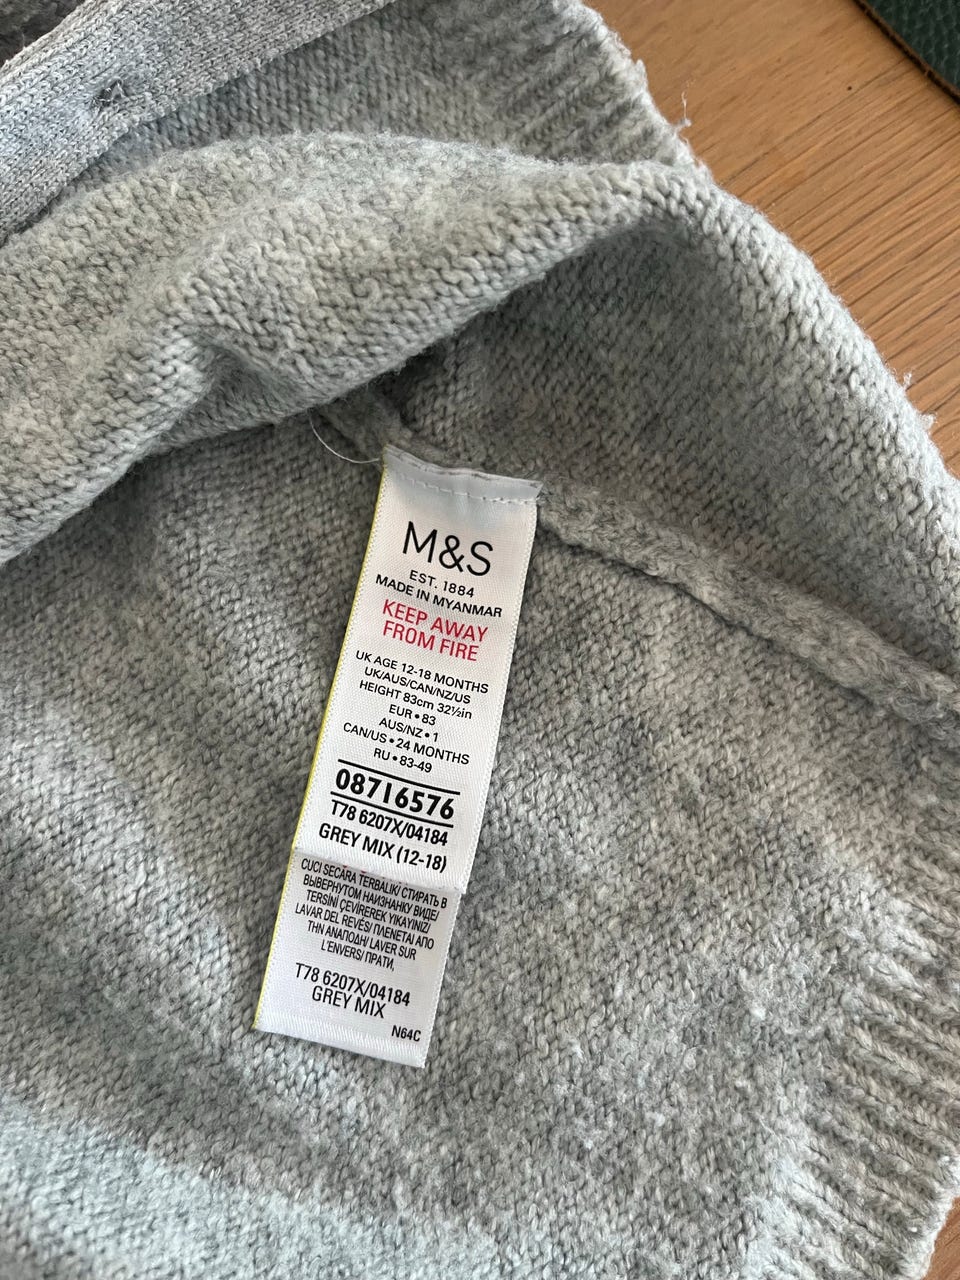 M&S
EST. 1884
MADE IN MYANMAR
KEEP AWAY
FROM FIRE
UK AGE 12-18 MONTHS
UK/AUS/CAN/NZ/US
HEIGHT 83cm 32½in
EUR•83
AUS/NZ•1
CAN/US•24 MONTHS
RU•83-49
08716576
T78 6207X/04184
GREY MIX (12-18)
CUCI SECARA TERBALIK/ СТИРАТЬ В
ВЫВЕРНУТОМ НАИЗНАНКУ ВИДЕ/
TERSİNİ ÇEVİREREK YIKAYINIZ/
LAVAR DEL REVÉS/ ΠΛΕΝΕΤΑΙ ΑΠΟ
ΤΗΝ ΑΝΑΠΟΔΗ/ LAVER SUR
L'ENVERS/ ПРАТИ,
T78 6207X/04184
GREY MIX
N64C